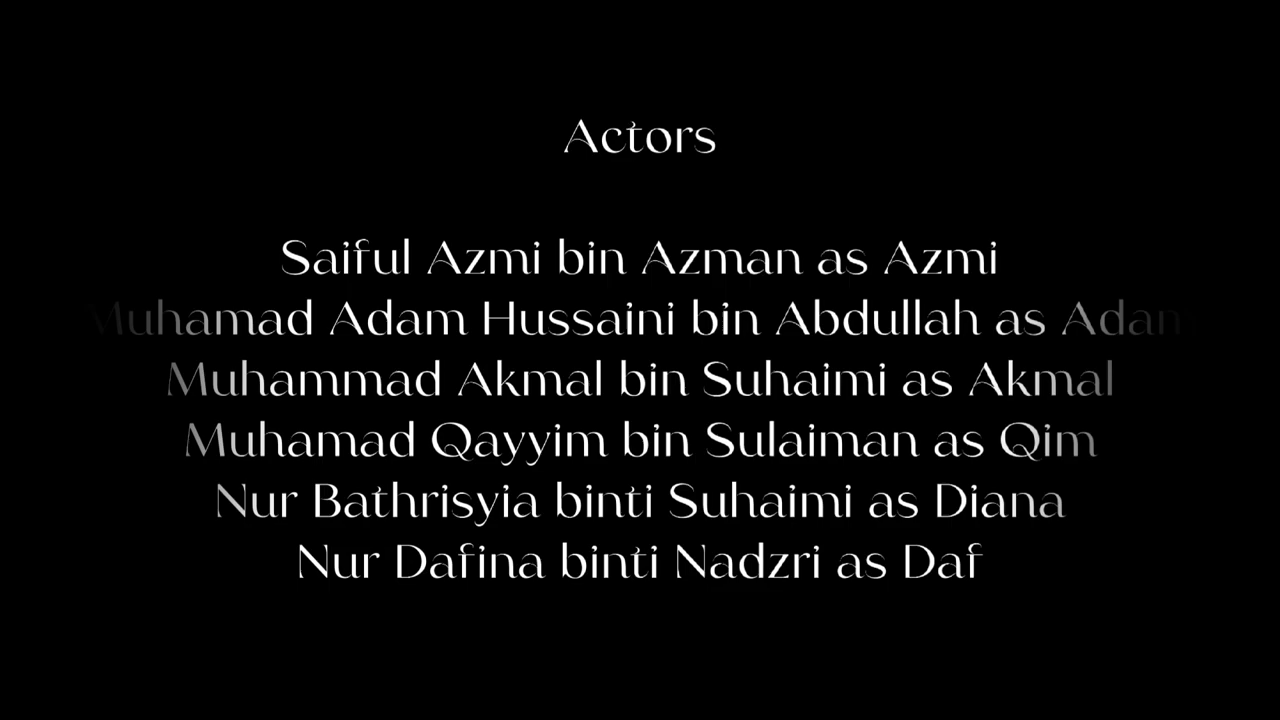 Actors
Saiful Azmi bin Azman as Azmi
Muhamad Adam Hussaini bin Abdullah as Adam
Muhammad Akmal bin Suhaimi as Akmal
Muhamad Qayyim bin Sulaiman as Qim
Nur Bathrisyia binti Suhaimi as Diana
Nur Dafina binti Nadzri as Daf